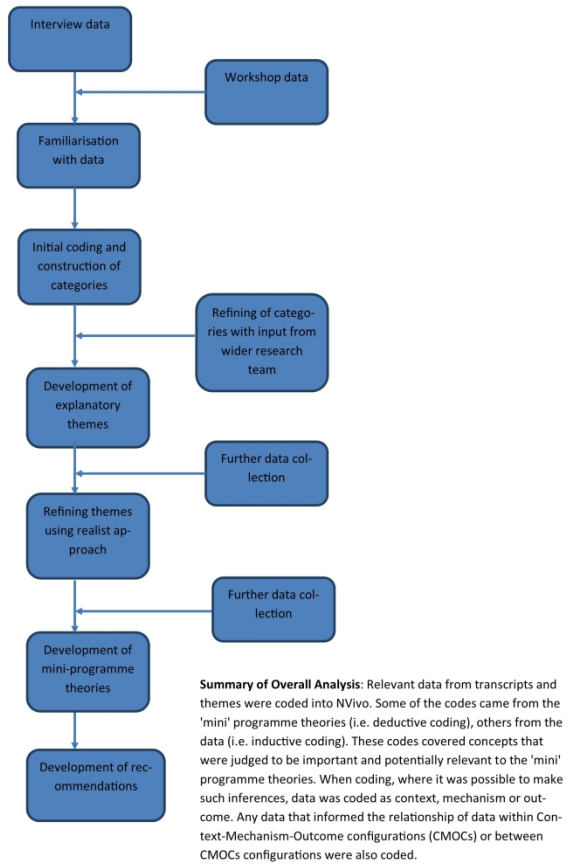 Interview data
Workshop data
Familiarisation
with data
Initial coding and
construction of
categories
Refining of catego-
ries with input from
wider research
team
Development of
explanatory
themes
Further data col-
lection
Refining themes
using realist ap-
proach
Further data col-
lection
Development of
mini-programme
theories
Development of rec-
ommendations
Summary of Overall Analysis: Relevant data from transcripts and
themes were coded into NVivo. Some of the codes came from the
'mini' programme theories (i.e. deductive coding), others from the
data (i.e. inductive coding). These codes covered concepts that
were judged to be important and potentially relevant to the 'mini'
programme theories. When coding, where it was possible to make
such inferences, data was coded as context, mechanism or out-
come. Any data that informed the relationship of data within Con-
text-Mechanism-Outcome configurations (CMOCs) or between
CMOCs configurations were also coded.